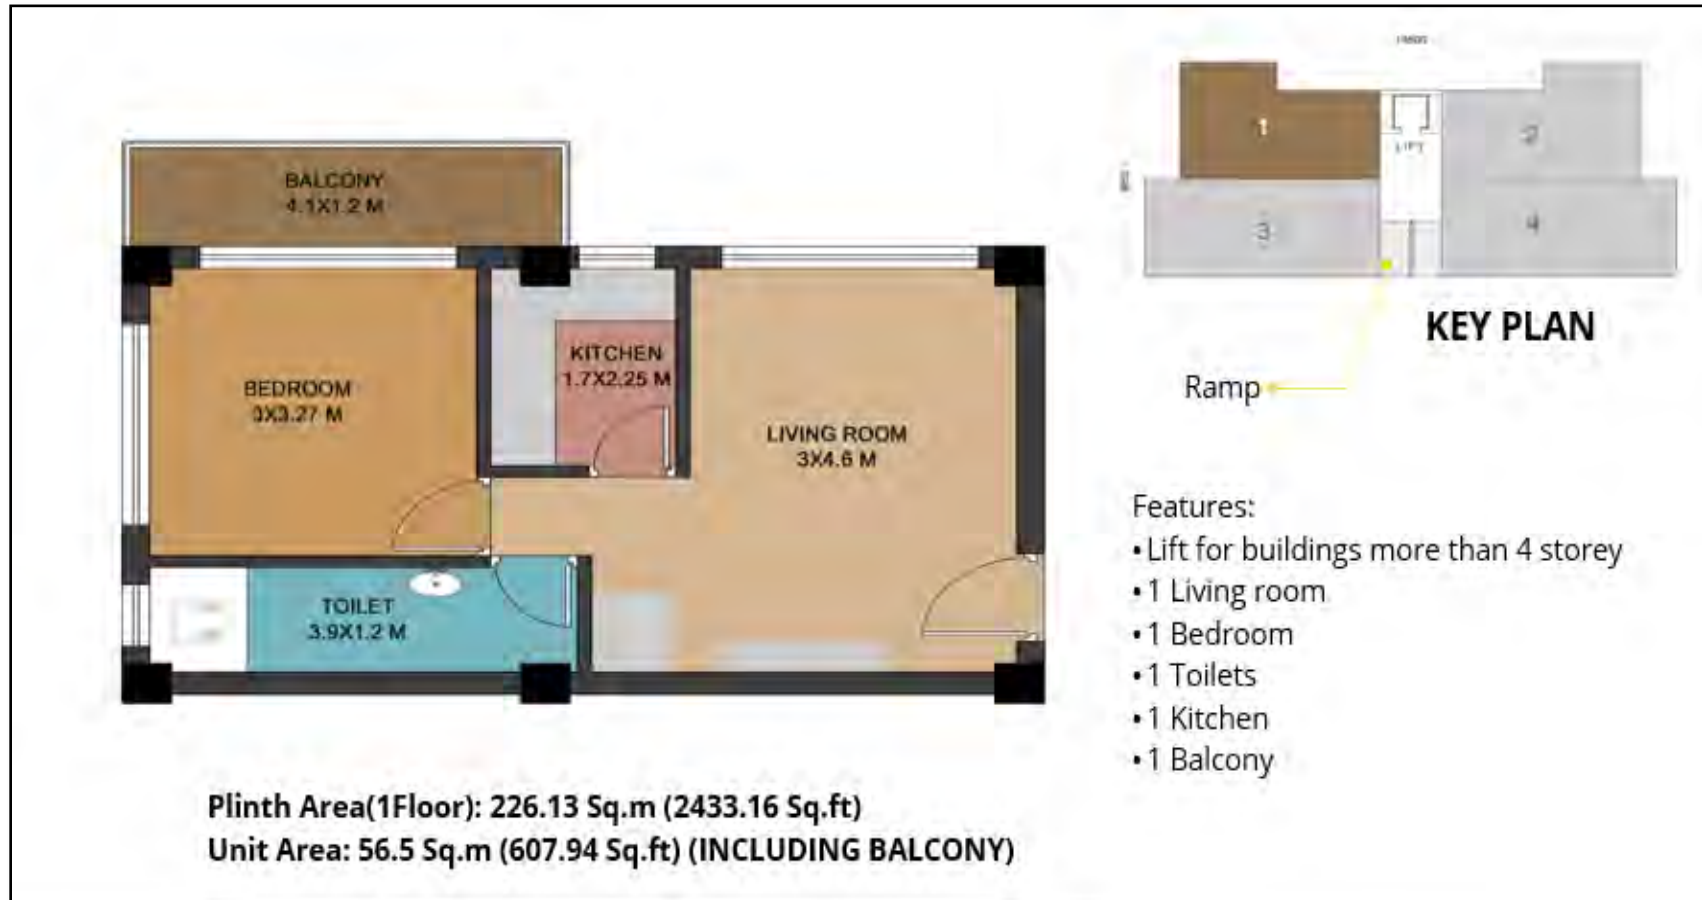 BALCONY
4.1X1.2 M
BEDROOM
3X3.27 M
KITCHEN
1.7X2.25 M
LIVING ROOM
3X4.6 M
TOILET
3.9X1.2 M
1
LIFT
2
3
4
KEY PLAN
Ramp
Features:
•Lift for buildings more than 4 storey
•1 Living room
•1 Bedroom
•1 Toilets
•1 Kitchen
•1 Balcony
Plinth Area(1Floor): 226.13 Sq.m (2433.16 Sq.ft)
Unit Area: 56.5 Sq.m (607.94 Sq.ft) (INCLUDING BALCONY)